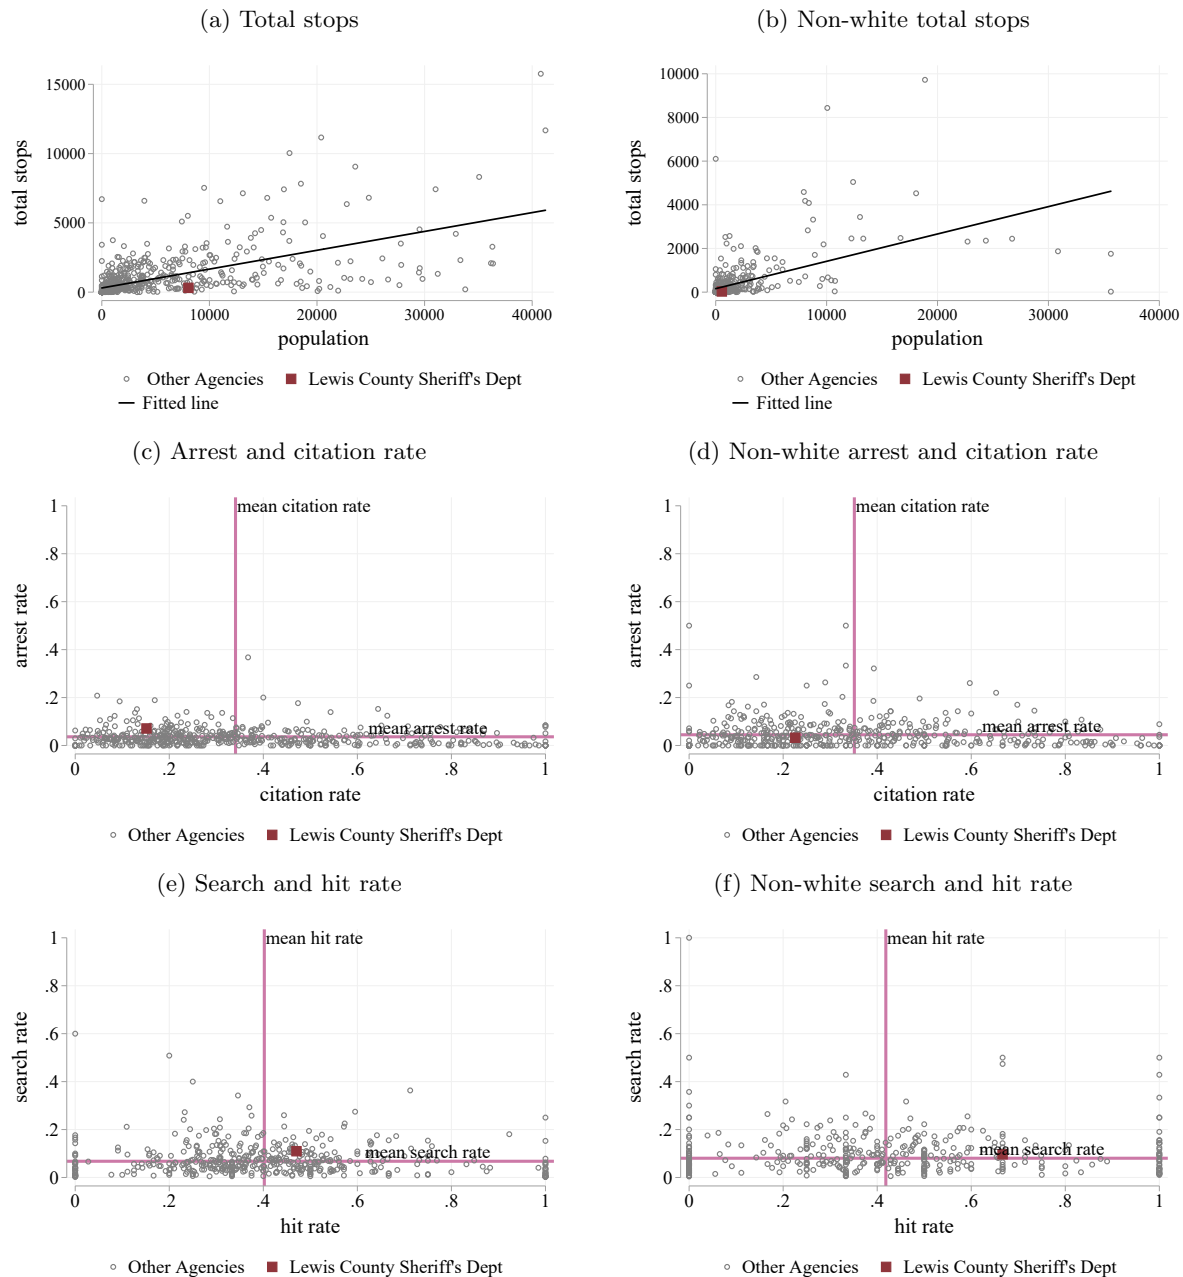 (a) Total stops
(b) Non-white total stops
total stops
15000
10000
5000
0
0 10000 20000 30000 40000
population
Other Agencies Lewis County Sheriff's Dept
Fitted line
total stops
10000
8000
6000
4000
2000
0
0 10000 20000 30000 40000
population
Other Agencies Lewis County Sheriff's Dept
Fitted line
(c) Arrest and citation rate
(d) Non-white arrest and citation rate
arrest rate
1
.8
.6
.4
.2
0
mean citation rate
mean arrest rate
0 .2 .4 .6 .8 1
citation rate
Other Agencies Lewis County Sheriff's Dept
arrest rate
1
.8
.6
.4
.2
0
mean citation rate
mean arrest rate
0 .2 .4 .6 .8 1
citation rate
Other Agencies Lewis County Sheriff's Dept
(e) Search and hit rate
(f) Non-white search and hit rate
search rate
1
.8
.6
.4
.2
0
mean hit rate
mean search rate
0 .2 .4 .6 .8 1
hit rate
Other Agencies Lewis County Sheriff's Dept
search rate
1
.8
.6
.4
.2
0
mean hit rate
mean search rate
0 .2 .4 .6 .8 1
hit rate
Other Agencies Lewis County Sheriff's Dept